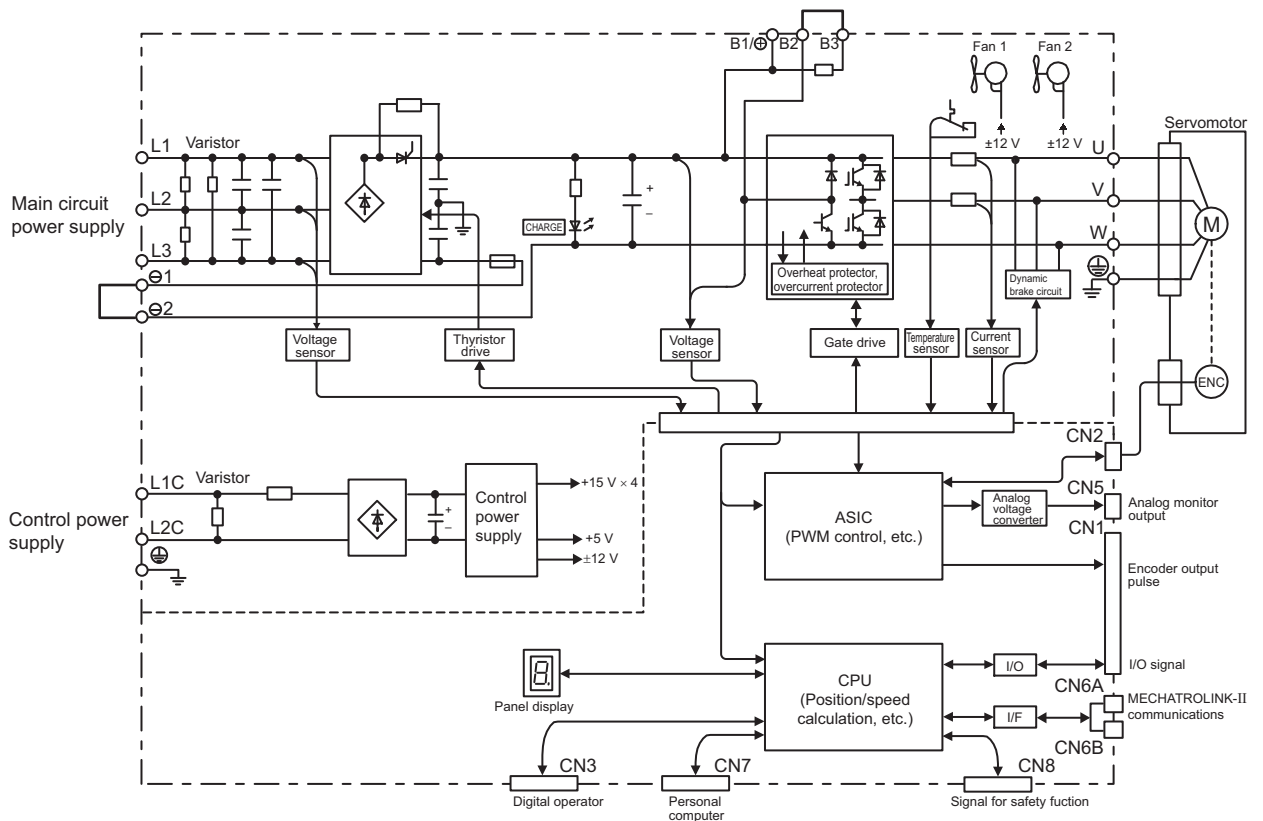 B1/⊕ B2 B3
Fan 1 Fan 2
±12 V ±12 V
Servomotor
L1 Varistor
U
L2
V
Main circuit
power supply
W
M
+
–
CHARGE
L3
⊖1
⊖2
Overheat protector,
overcurrent protector
Dynamic
brake circuit
Voltage
sensor
Thyristor
drive
Voltage
sensor
Gate drive
Temperature
sensor
Current
sensor
ENC
CN2
L1C Varistor
Control power
supply
L2C
+
–
Control
power
supply
+15 V × 4
+5 V
±12 V
ASIC
(PWM control, etc.)
Analog
voltage
converter
CN5
Analog monitor
output
CN1
Encoder output
pulse
I/O signal
8.
Panel display
CPU
(Position/speed
calculation, etc.)
I/O
I/F
CN6A
MECHATROLINK-II
communications
CN6B
CN3
Digital operator
CN7
Personal
computer
CN8
Signal for safety fuction